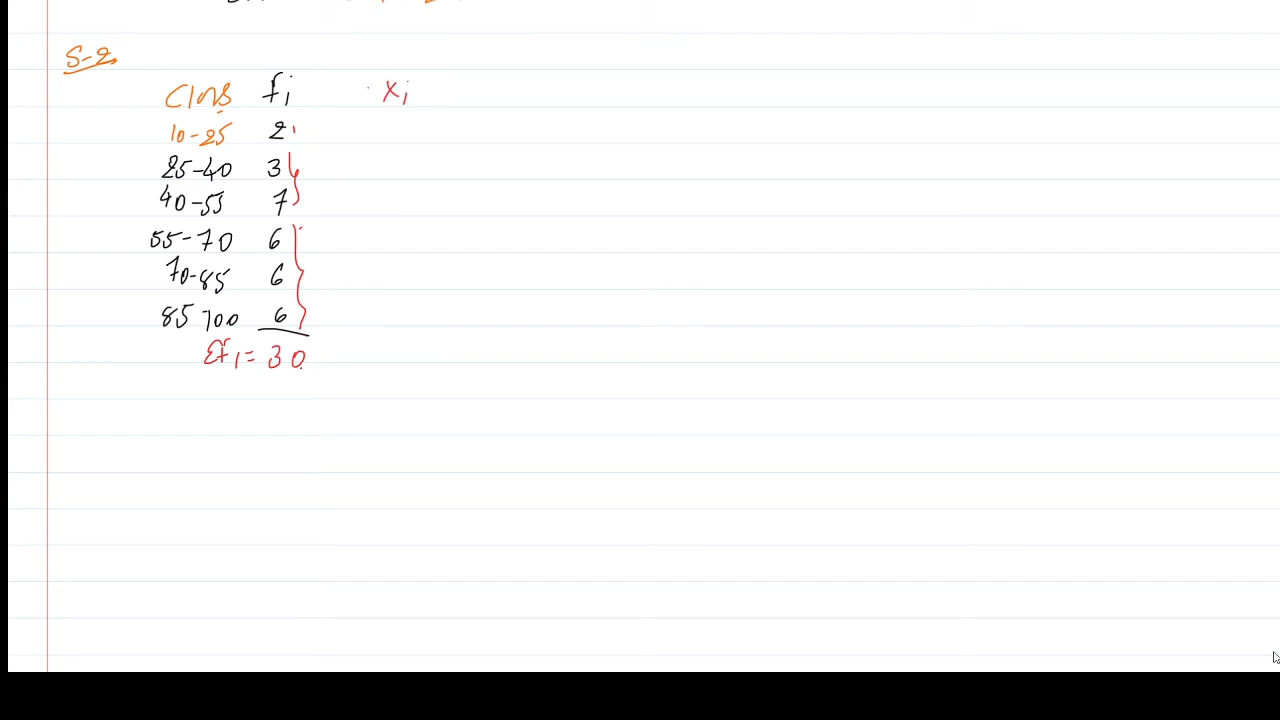 S-2
Class fi xi
10-25 2
25-40 3
40-55 7
55-70 6
70-85 6
85 100 6
Σfi = 30